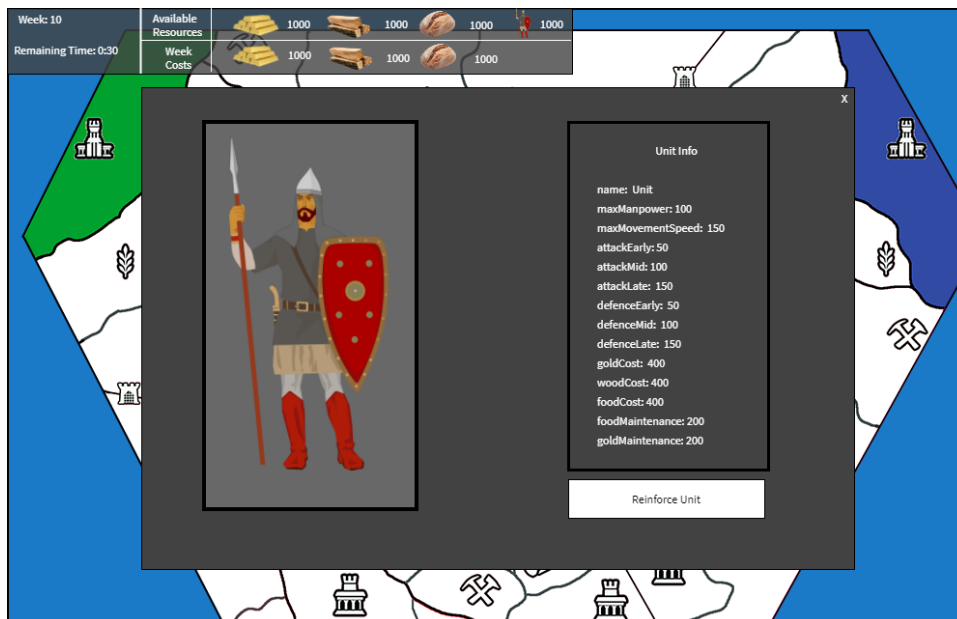 Week: 10
Remaining Time: 0:30
Available
Resources
1000
1000
1000
1000
Week
Costs
1000
1000
1000
X
Unit Info
name: Unit
maxManpower: 100
maxMovementSpeed: 150
attackEarly: 50
attackMid: 100
attackLate: 150
defenceEarly: 50
defenceMid: 100
defenceLate: 150
goldCost: 400
woodCost: 400
foodCost: 400
foodMaintenance: 200
goldMaintenance: 200
Reinforce Unit